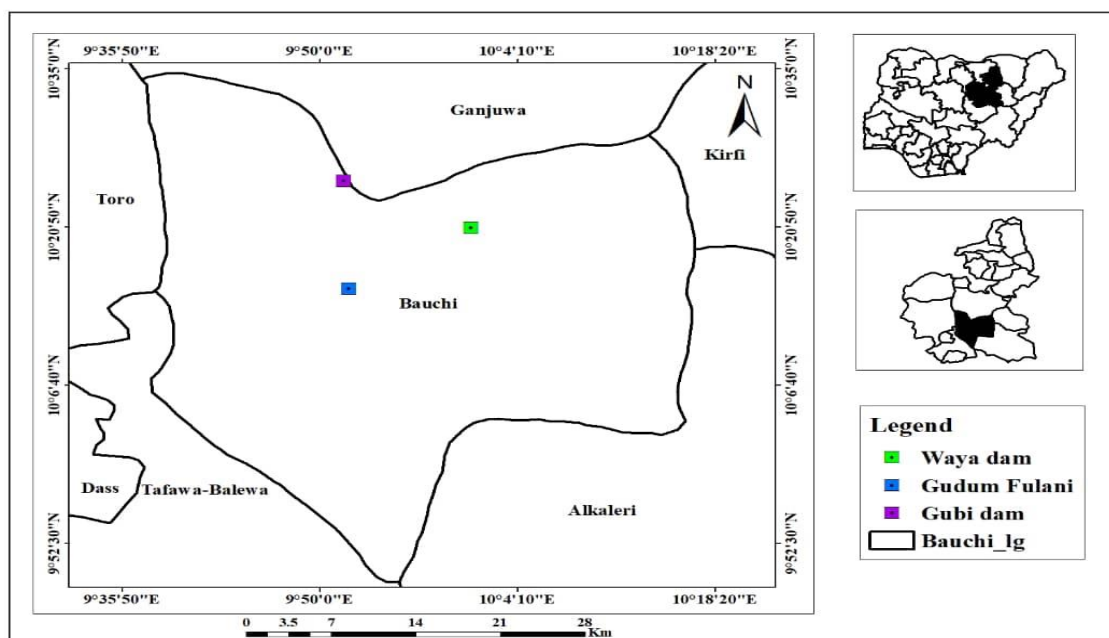 9°35'50"E 9°50'0"E 10°4'10"E 10°18'20"E
10°35'0"N
10°35'0"N
N
Ganjuwa
Kirfi
Toro
10°20'50"N
10°20'50"N
Bauchi
10°6'40"N
10°6'40"N
Dass
Tafawa-Balewa
Alkaleri
9°52'30"N
9°52'30"N
9°35'50"E 9°50'0"E 10°4'10"E 10°18'20"E
0 3.5 7 14 21 28
Km
Legend
Waya dam
Gudum Fulani
Gubi dam
Bauchi_lg